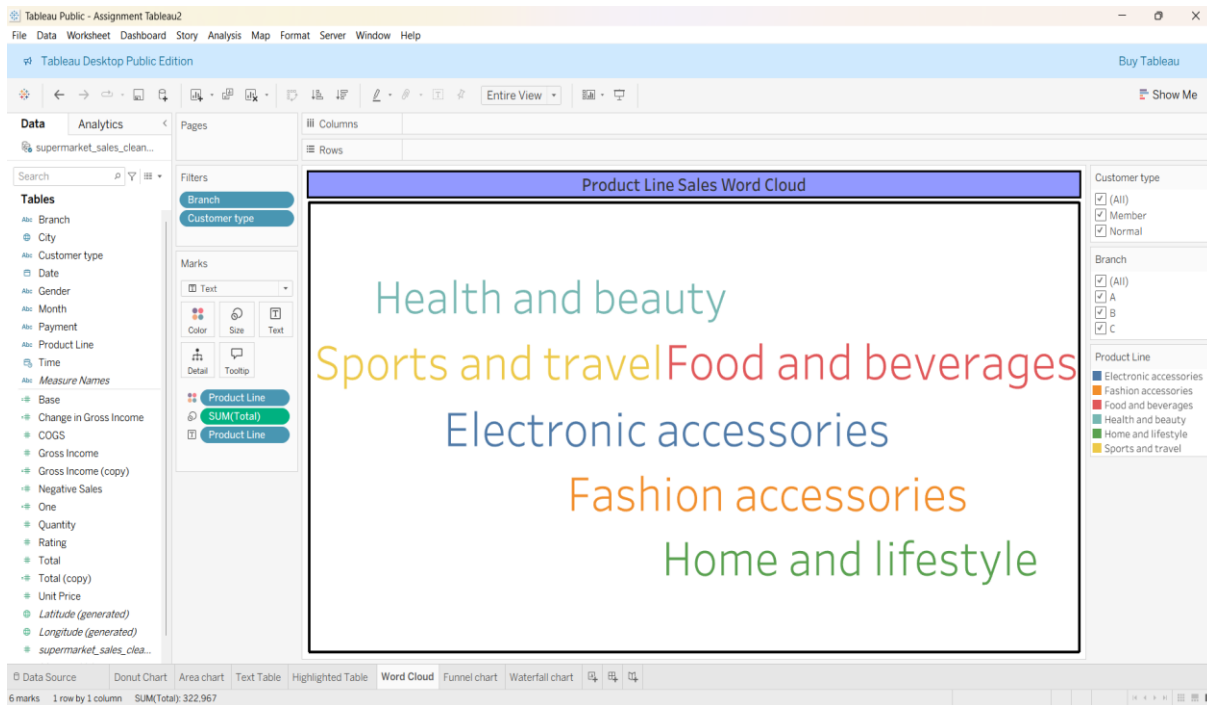 Tableau Public - Assignment Tableau2
File Data Worksheet Dashboard Story Analysis Map Format Server Window Help
Tableau Desktop Public Edition
Buy Tableau
Entire View
Show Me
Data Analytics
supermarket_sales_clean...
Search
Tables
Abc Branch
City
Abc Customer type
Date
Abc Gender
Abc Month
Abc Payment
Abc Product Line
Time
Abc Measure Names
Base
Change in Gross Income
COGS
Gross Income
Gross Income (copy)
Negative Sales
One
Quantity
Rating
Total
Total (copy)
Unit Price
Latitude (generated)
Longitude (generated)
supermarket_sales_clea...
Pages
Filters
Branch
Customer type
Marks
Text
Color Size Text
Detail Tooltip
Product Line
SUM(Total)
Product Line
Columns
Rows
Product Line Sales Word Cloud
Health and beauty
Sports and travel Food and beverages
Electronic accessories
Fashion accessories
Home and lifestyle
Customer type
(All)
Member
Normal
Branch
(All)
A
B
C
Product Line
Electronic accessories
Fashion accessories
Food and beverages
Health and beauty
Home and lifestyle
Sports and travel
Data Source Donut Chart Area chart Text Table Highlighted Table Word Cloud Funnel chart Waterfall chart
6 marks 1 row by 1 column SUM(Total): 322,967